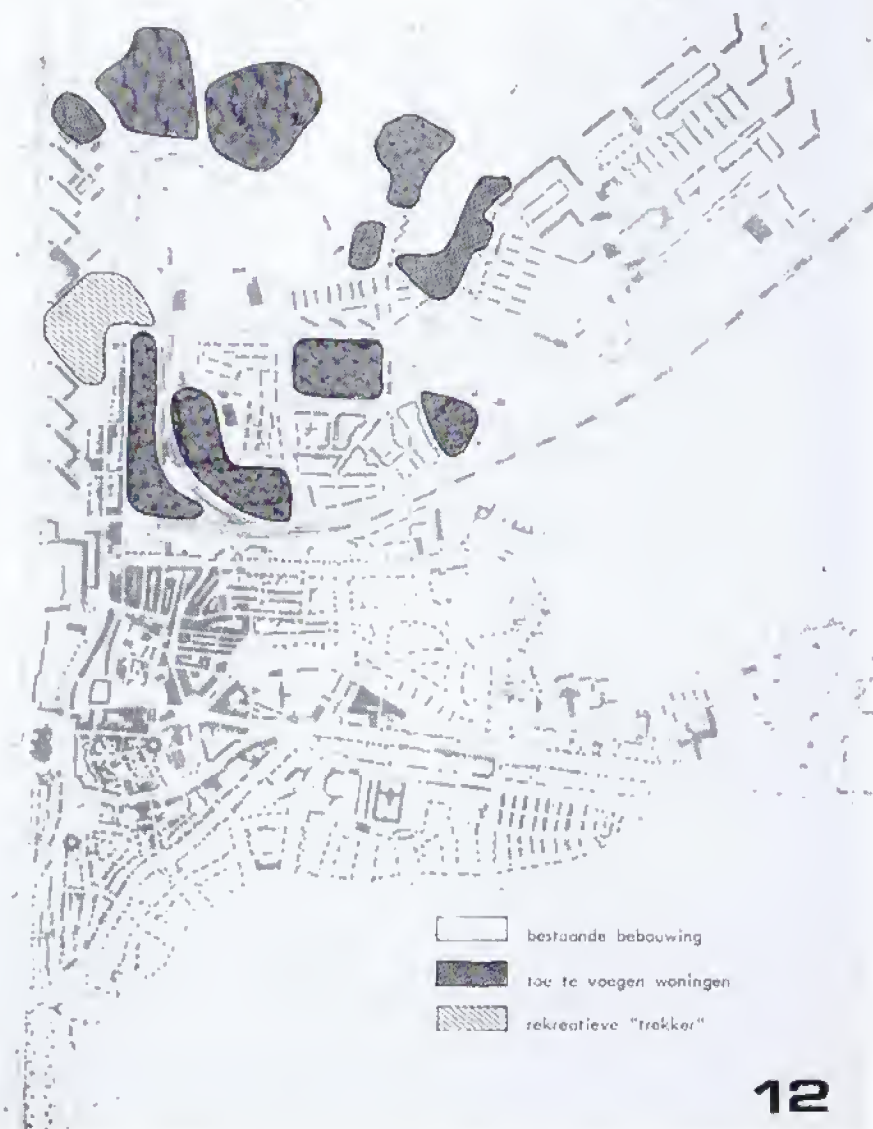 bestaande bebouwing
toe te voegen woningen
rekreatieve "trekker"
12